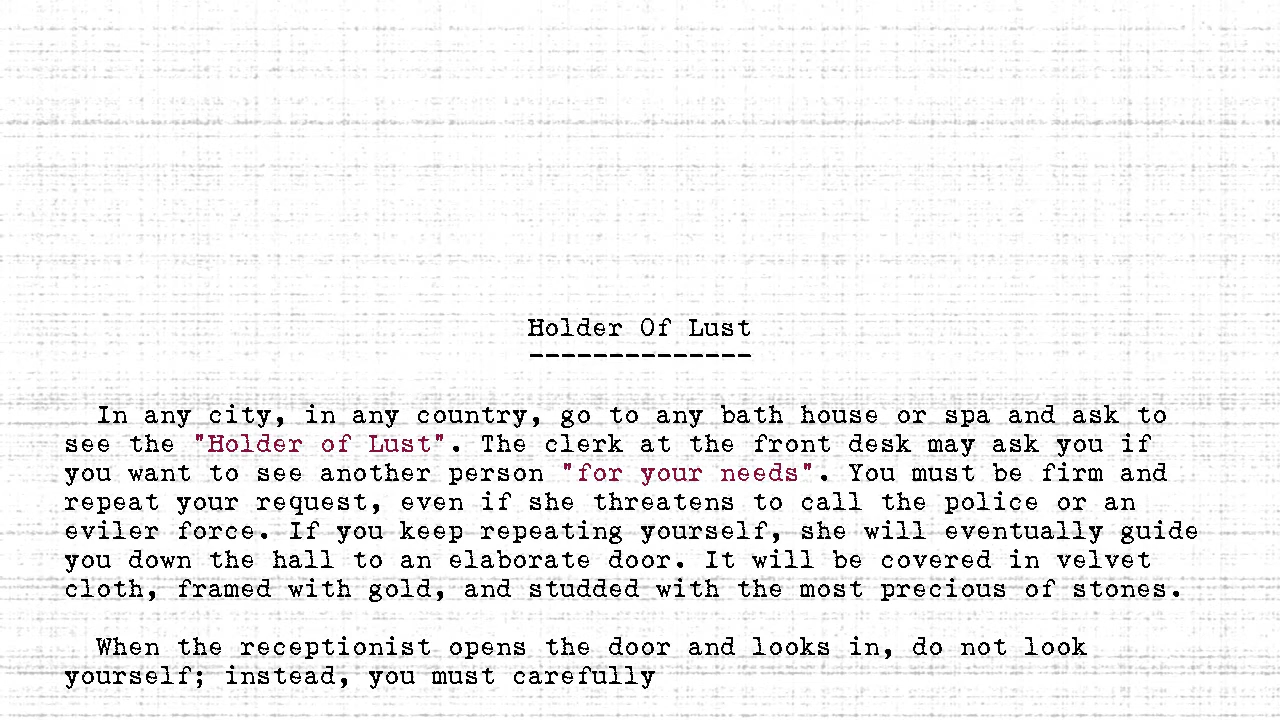 Holder Of Lust
--------------
In any city, in any country, go to any bath house or spa and ask to
see the "Holder of Lust". The clerk at the front desk may ask you if
you want to see another person "for your needs". You must be firm and
repeat your request, even if she threatens to call the police or an
eviler force. If you keep repeating yourself, she will eventually guide
you down the hall to an elaborate door. It will be covered in velvet
cloth, framed with gold, and studded with the most precious of stones.
When the receptionist opens the door and looks in, do not look
yourself; instead, you must carefully